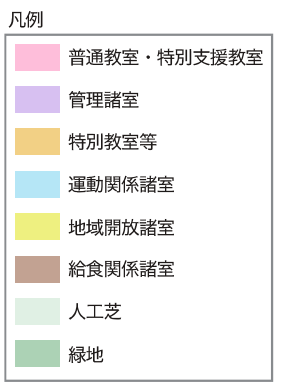 凡例
普通教室・特別支援教室
管理諸室
特別教室等
運動関係諸室
地域開放諸室
給食関係諸室
人工芝
緑地